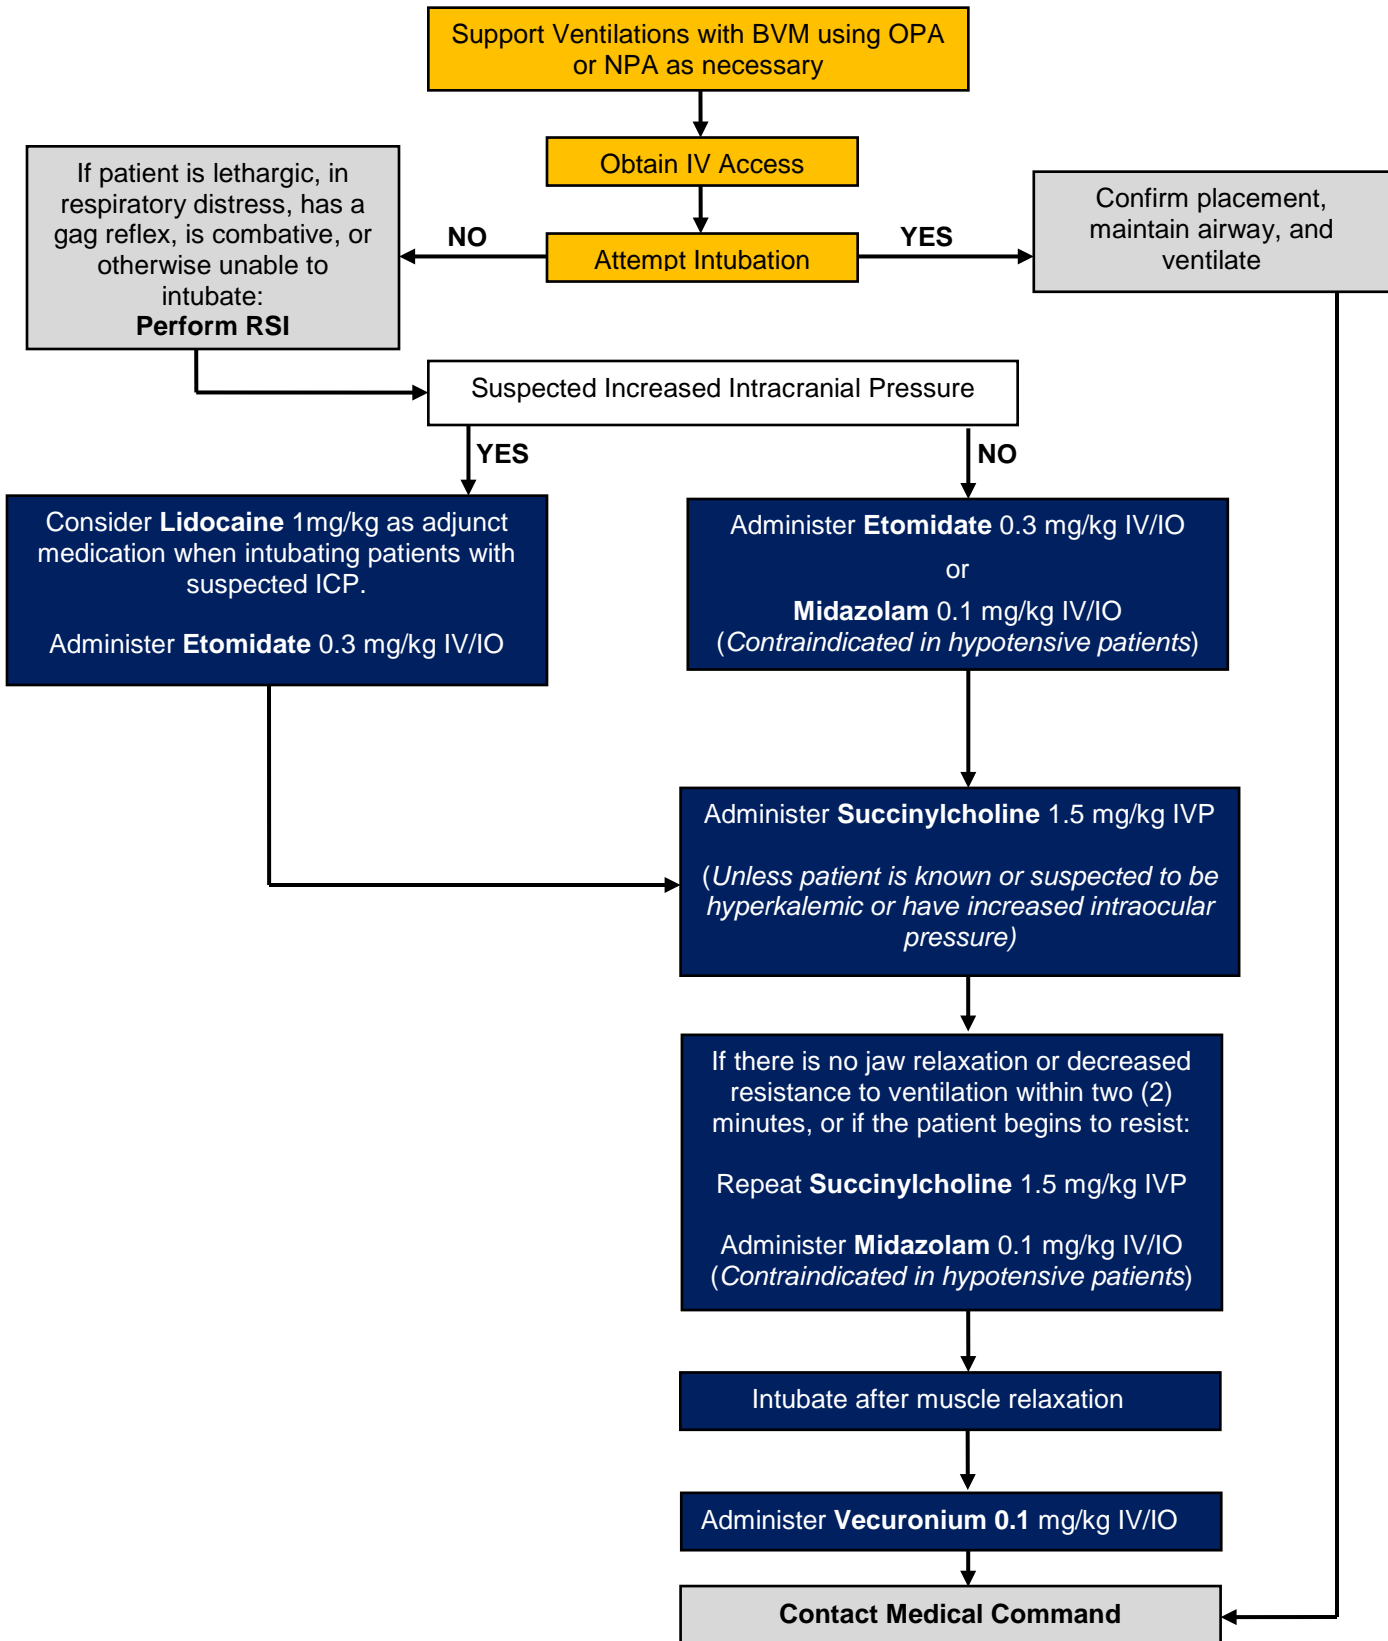 Support Ventilations with BVM using OPA
or NPA as necessary
Obtain IV Access
If patient is lethargic, in
respiratory distress, has a
gag reflex, is combative, or
otherwise unable to
intubate:
Perform RSI
NO
Attempt Intubation
YES
Confirm placement,
maintain airway, and
ventilate
Suspected Increased Intracranial Pressure
YES
NO
Consider Lidocaine 1mg/kg as adjunct
medication when intubating patients with
suspected ICP.
Administer Etomidate 0.3 mg/kg IV/IO
Administer Etomidate 0.3 mg/kg IV/IO
or
Midazolam 0.1 mg/kg IV/IO
(Contraindicated in hypotensive patients)
Administer Succinylcholine 1.5 mg/kg IVP
(Unless patient is known or suspected to be
hyperkalemic or have increased intraocular
pressure)
If there is no jaw relaxation or decreased
resistance to ventilation within two (2)
minutes, or if the patient begins to resist:
Repeat Succinylcholine 1.5 mg/kg IVP
Administer Midazolam 0.1 mg/kg IV/IO
(Contraindicated in hypotensive patients)
Intubate after muscle relaxation
Administer Vecuronium 0.1 mg/kg IV/IO
Contact Medical Command